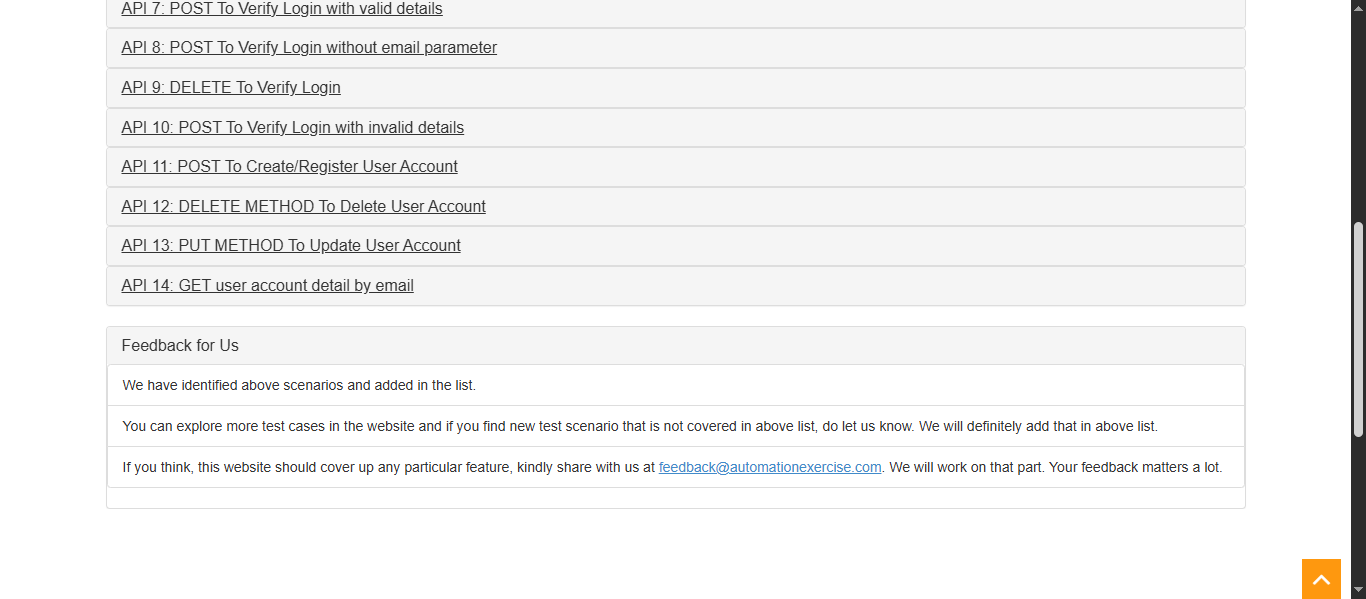 API 7: POST To Verify Login with valid details
API 8: POST To Verify Login without email parameter
API 9: DELETE To Verify Login
API 10: POST To Verify Login with invalid details
API 11: POST To Create/Register User Account
API 12: DELETE METHOD To Delete User Account
API 13: PUT METHOD To Update User Account
API 14: GET user account detail by email
Feedback for Us
We have identified above scenarios and added in the list.
You can explore more test cases in the website and if you find new test scenario that is not covered in above list, do let us know. We will definitely add that in above list.
If you think, this website should cover up any particular feature, kindly share with us at feedback@automationexercise.com. We will work on that part. Your feedback matters a lot.